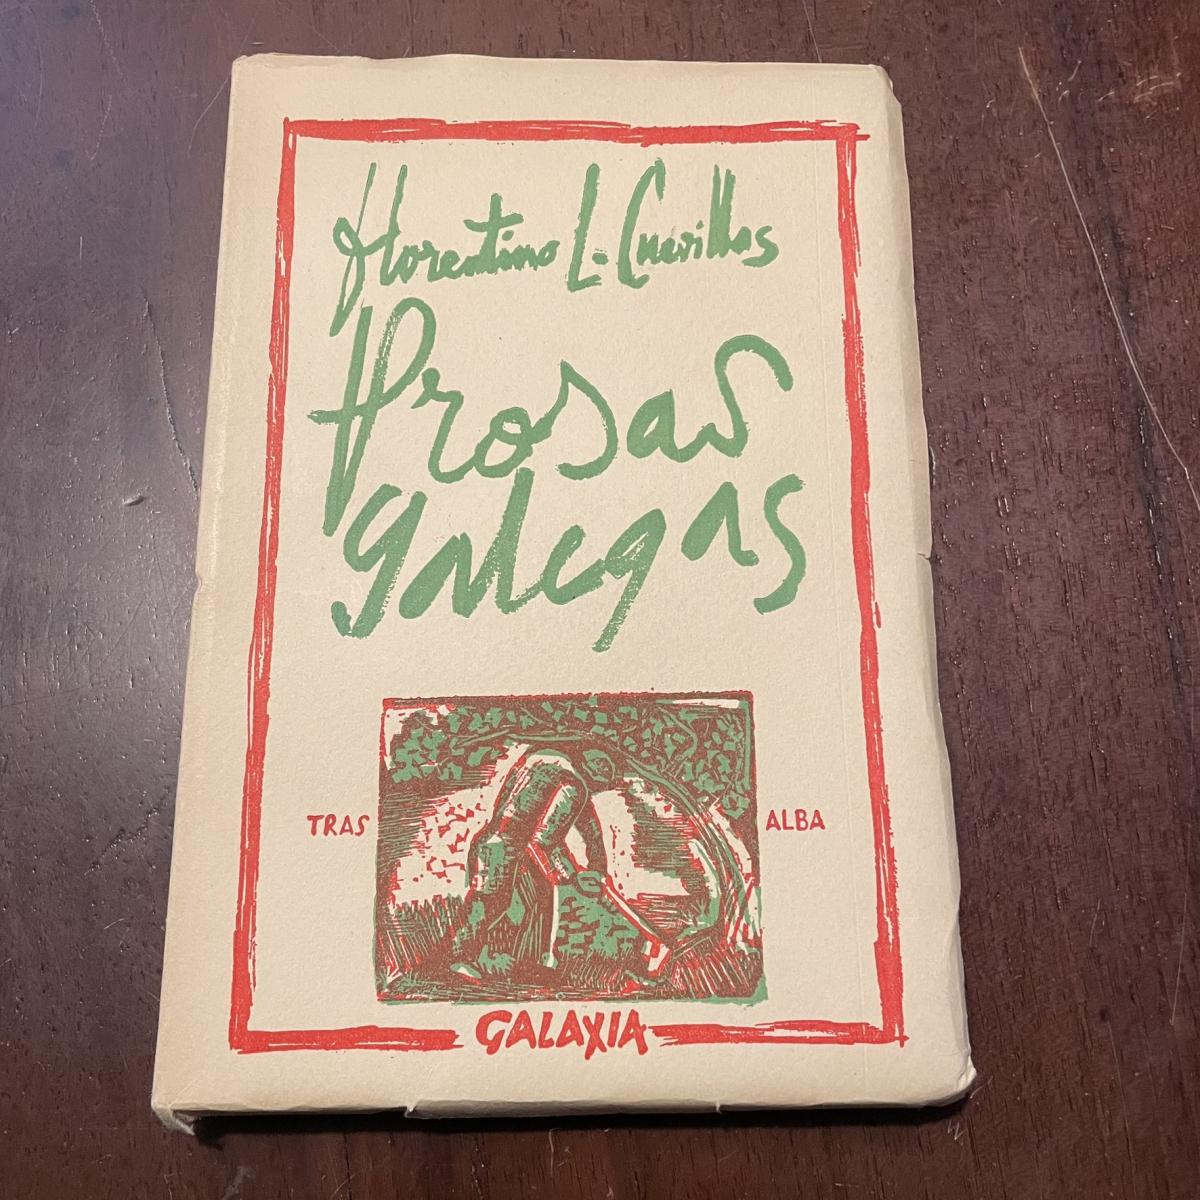 Florentino L. Cuevillas
Prosas
galegas
TRAS ALBA
GALAXIA